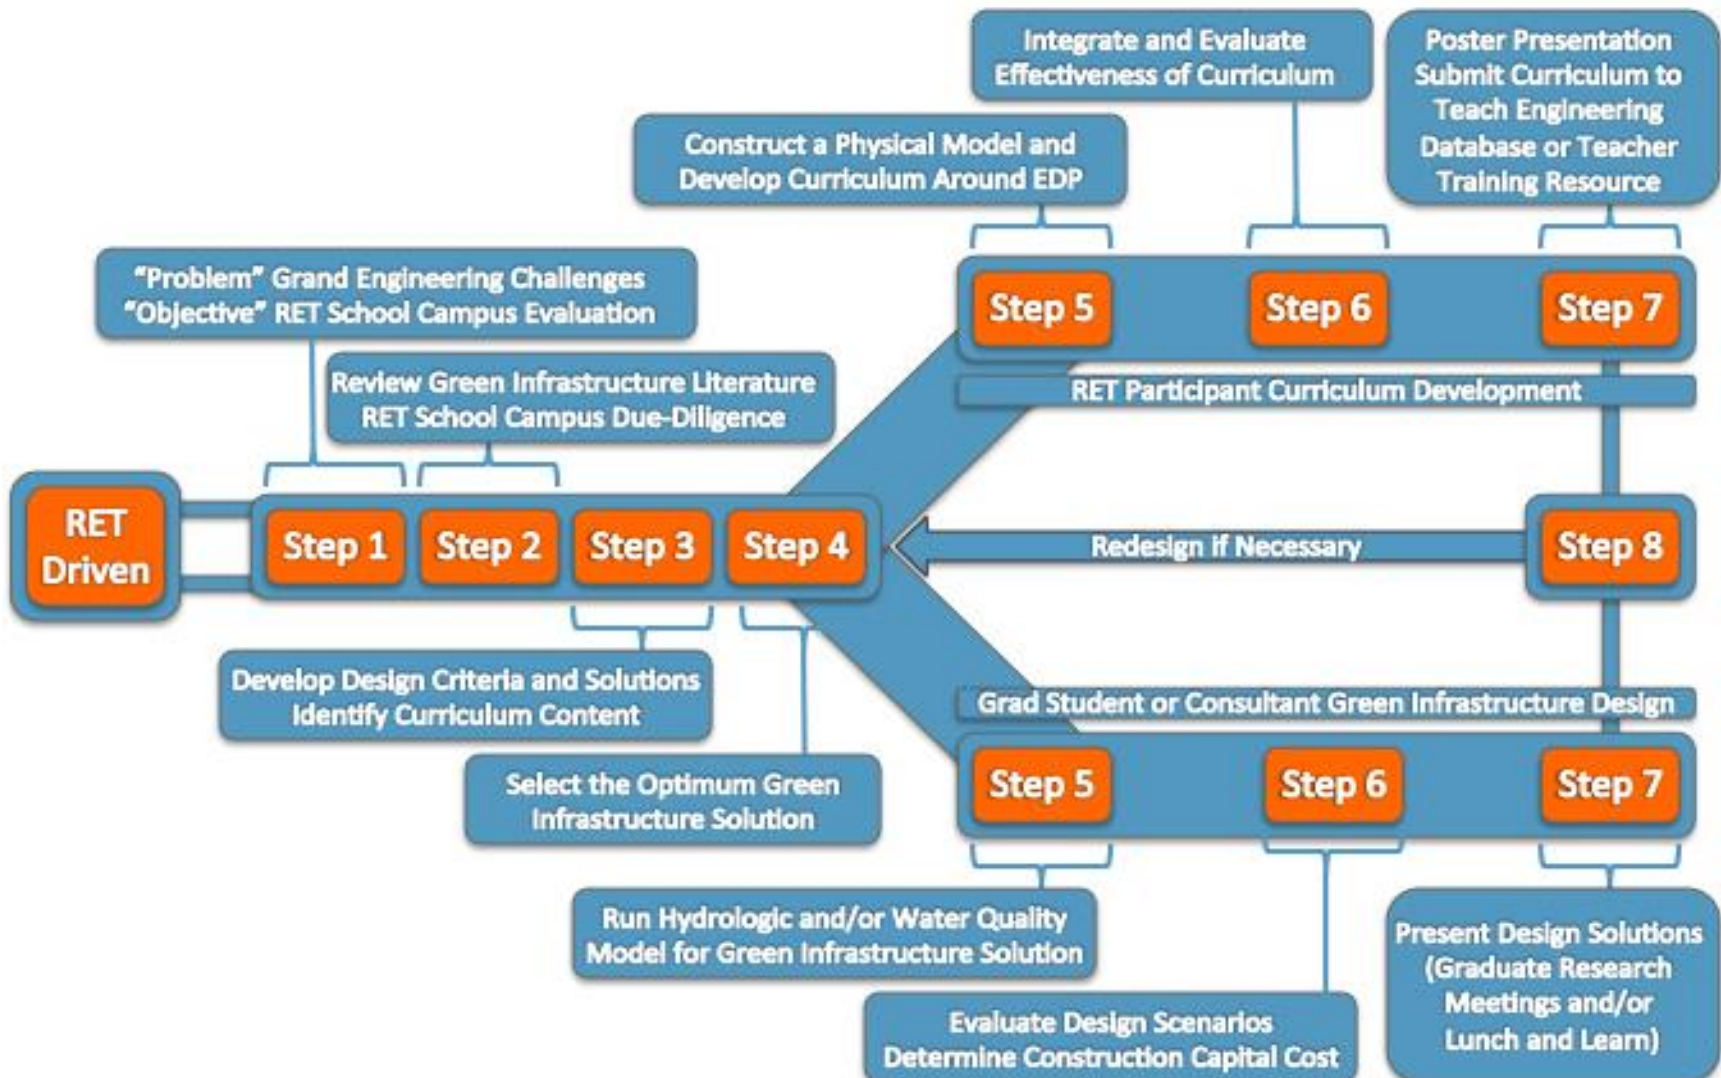 Integrate and Evaluate
Effectiveness of Curriculum
Poster Presentation
Submit Curriculum to
Teach Engineering
Database or Teacher
Training Resource
Construct a Physical Model and
Develop Curriculum Around EDP
“Problem” Grand Engineering Challenges
“Objective” RET School Campus Evaluation
Review Green Infrastructure Literature
RET School Campus Due-Diligence
Step 5
Step 6
Step 7
RET Participant Curriculum Development
RET
Driven
Step 1
Step 2
Step 3
Step 4
Redesign if Necessary
Step 8
Develop Design Criteria and Solutions
Identify Curriculum Content
Select the Optimum Green
Infrastructure Solution
Grad Student or Consultant Green Infrastructure Design
Step 5
Step 6
Step 7
Run Hydrologic and/or Water Quality
Model for Green Infrastructure Solution
Evaluate Design Scenarios
Determine Construction Capital Cost
Present Design Solutions
(Graduate Research
Meetings and/or
Lunch and Learn)